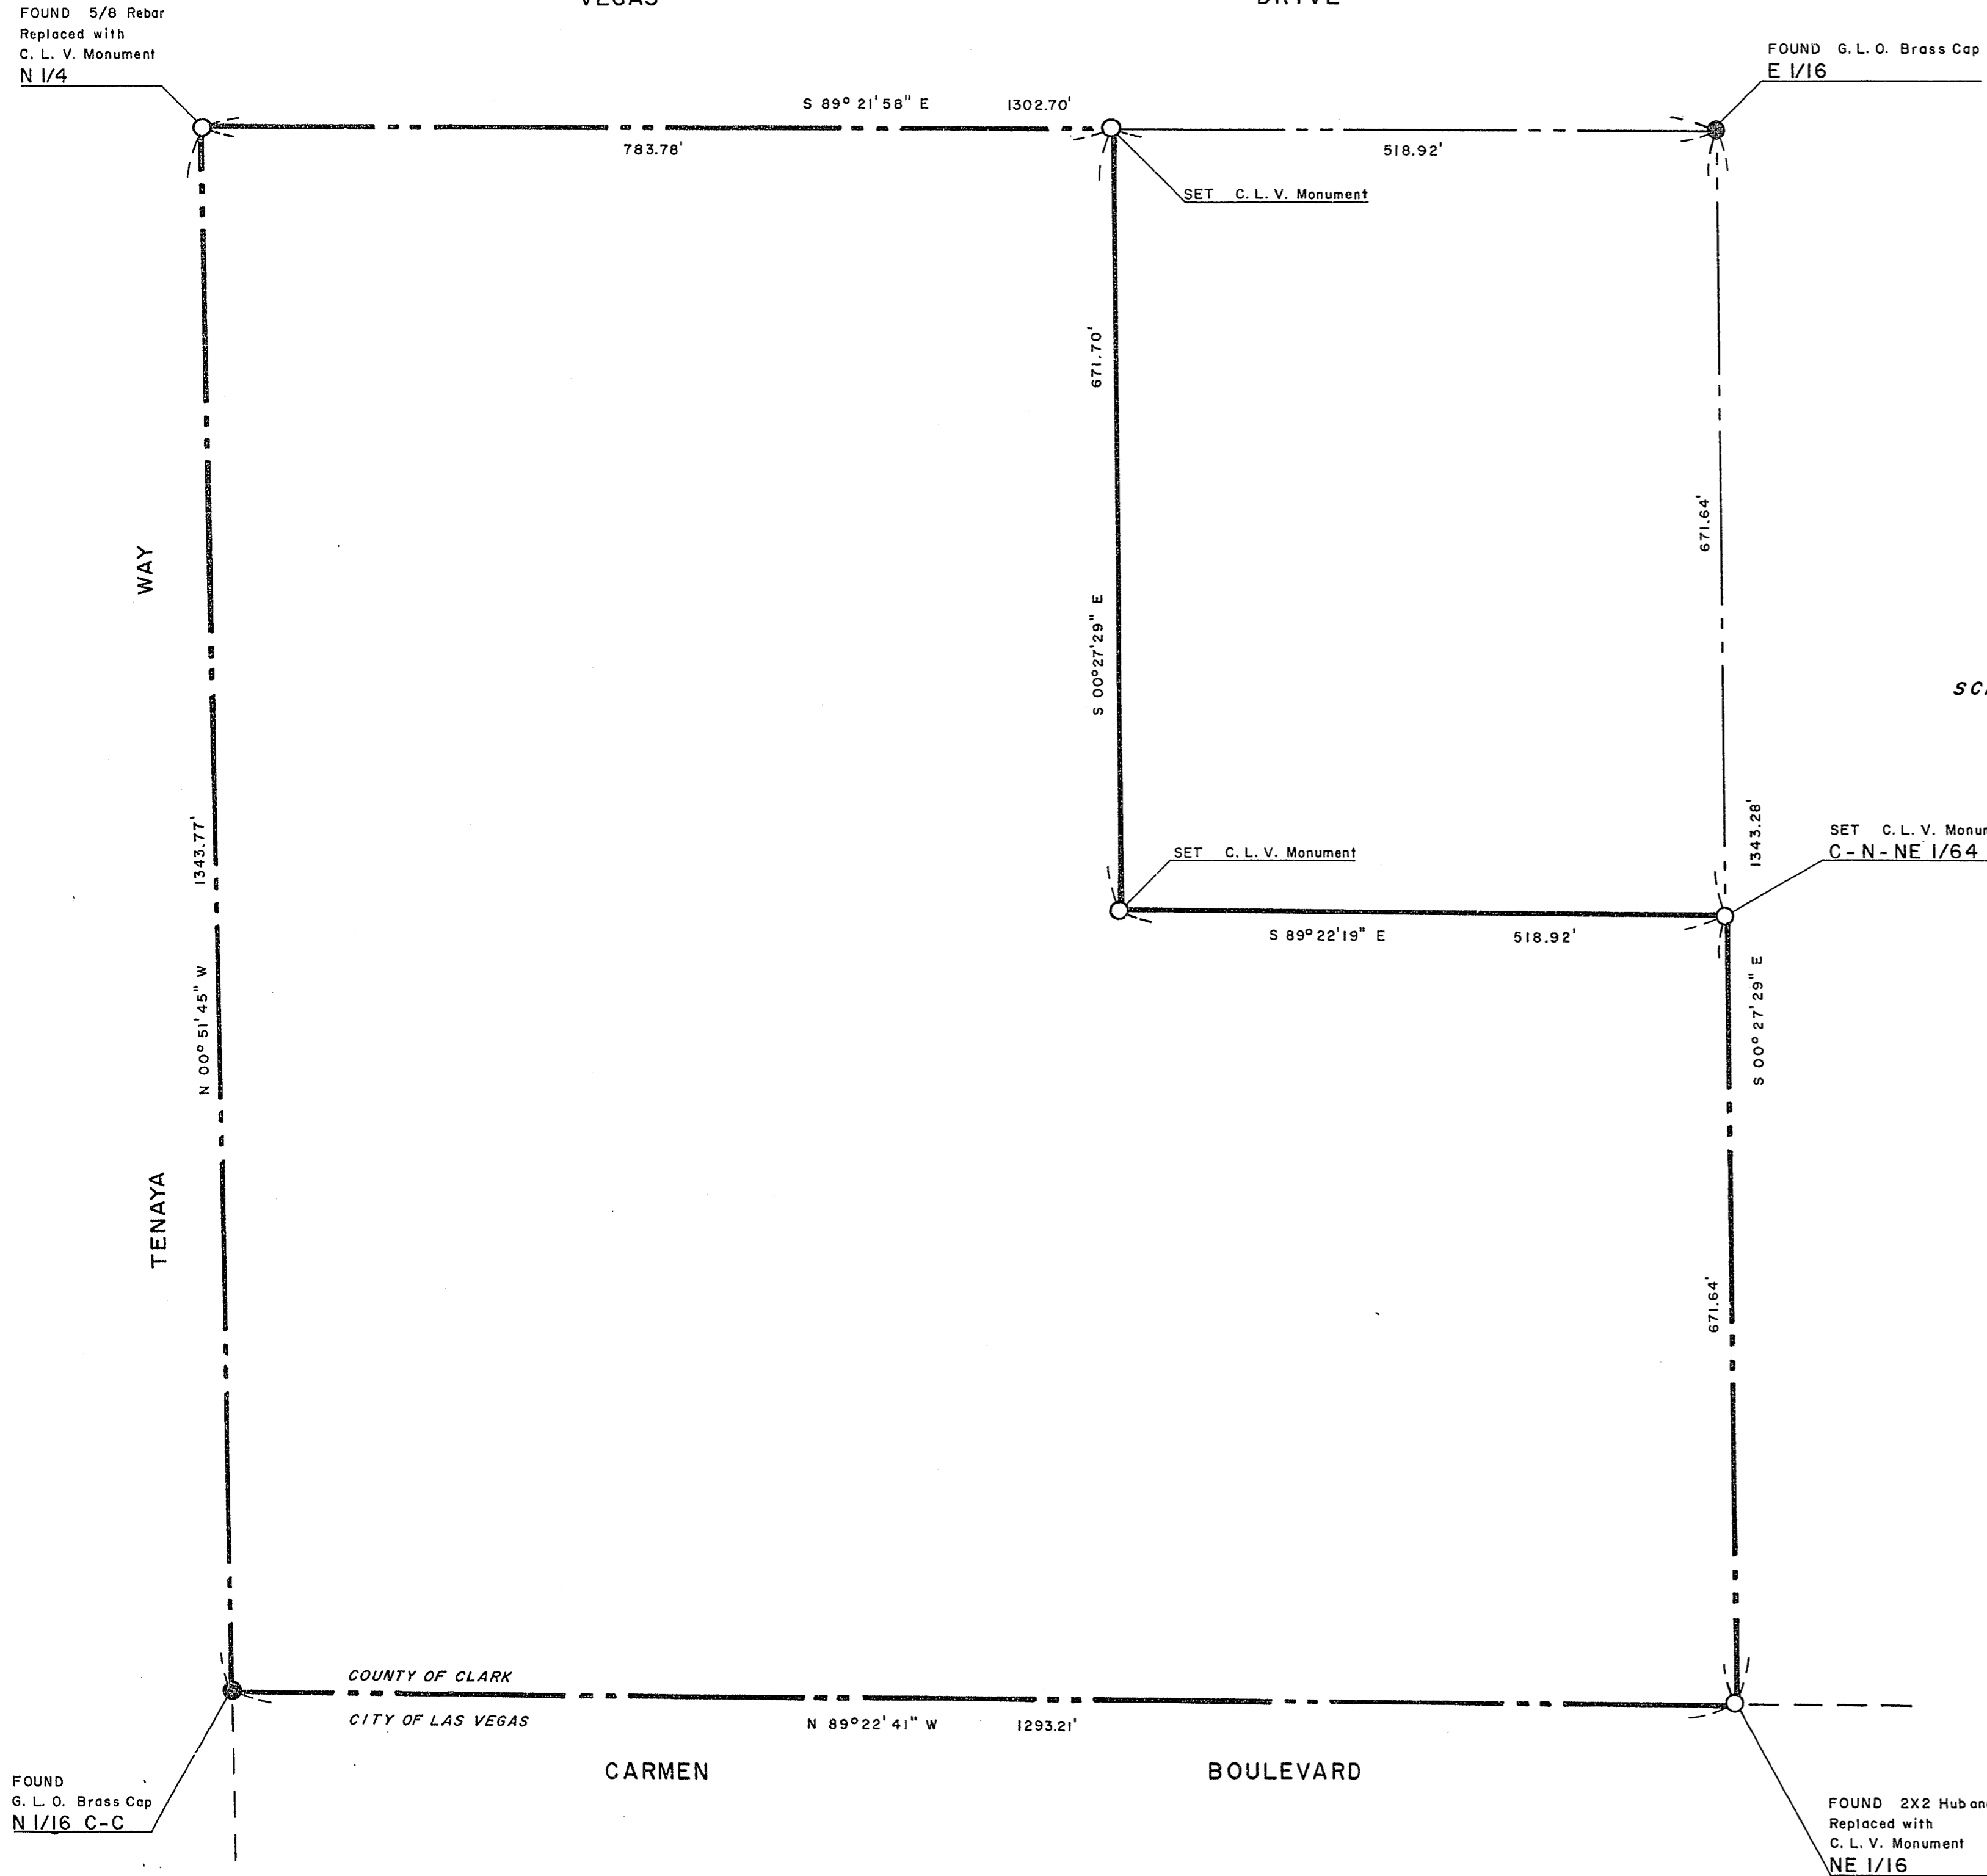 VEGAS DRIVE
FOUND 5/8 Rebar
Replaced with
C. L. V. Monument
N 1/4
FOUND G. L. O. Brass Cap
E 1/16
S 89° 21' 58" E 1302.70'
783.78'
518.92'
SET C. L. V. Monument
671.70'
S 00° 27' 29" E
671.64'
WAY
1343.77'
N 00° 51' 45" W
TENAYA
SET C. L. V. Monument
1343.28'
SET C. L. V.
C - N - NE 1/64
S 89° 22' 19" E 518.92'
S 00° 27' 29" E
671.64'
COUNTY OF CLARK
CITY OF LAS VEGAS
N 89° 22' 41" W 1293.21'
CARMEN BOULEVARD
FOUND
G. L. O. Brass Cap
N 1/16 C-C
FOUND 2X2 Hub
Replaced with
C. L. V. Monument
NE 1/16